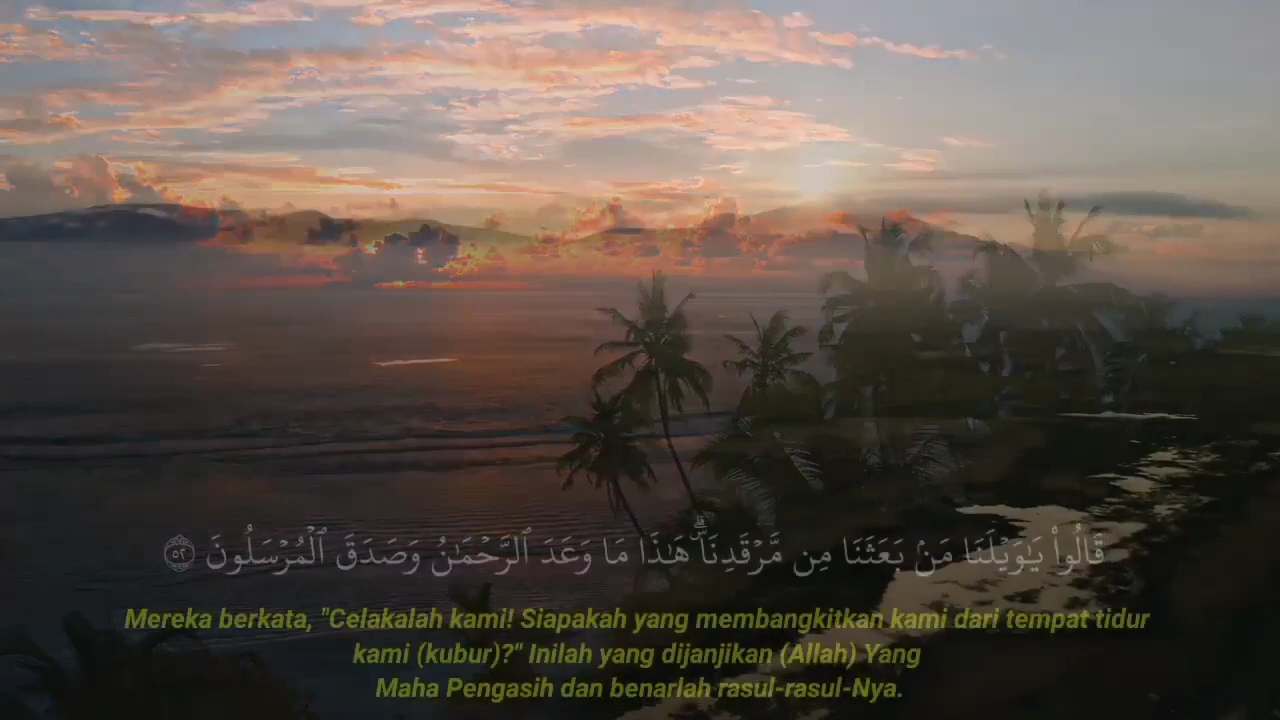 قَالُوا۟ يَـٰوَيْلَنَا مَنۢ بَعَثَنَا مِن مَّرْقَدِنَا ۜ ۗ هَـٰذَا مَا وَعَدَ ٱلرَّحْمَـٰنُ وَصَدَقَ ٱلْمُرْسَلُونَ ٥٢
Mereka berkata, "Celakalah kami! Siapakah yang membangkitkan kami dari tempat tidur
kami (kubur)?" Inilah yang dijanjikan (Allah) Yang
Maha Pengasih dan benarlah rasul-rasul-Nya.